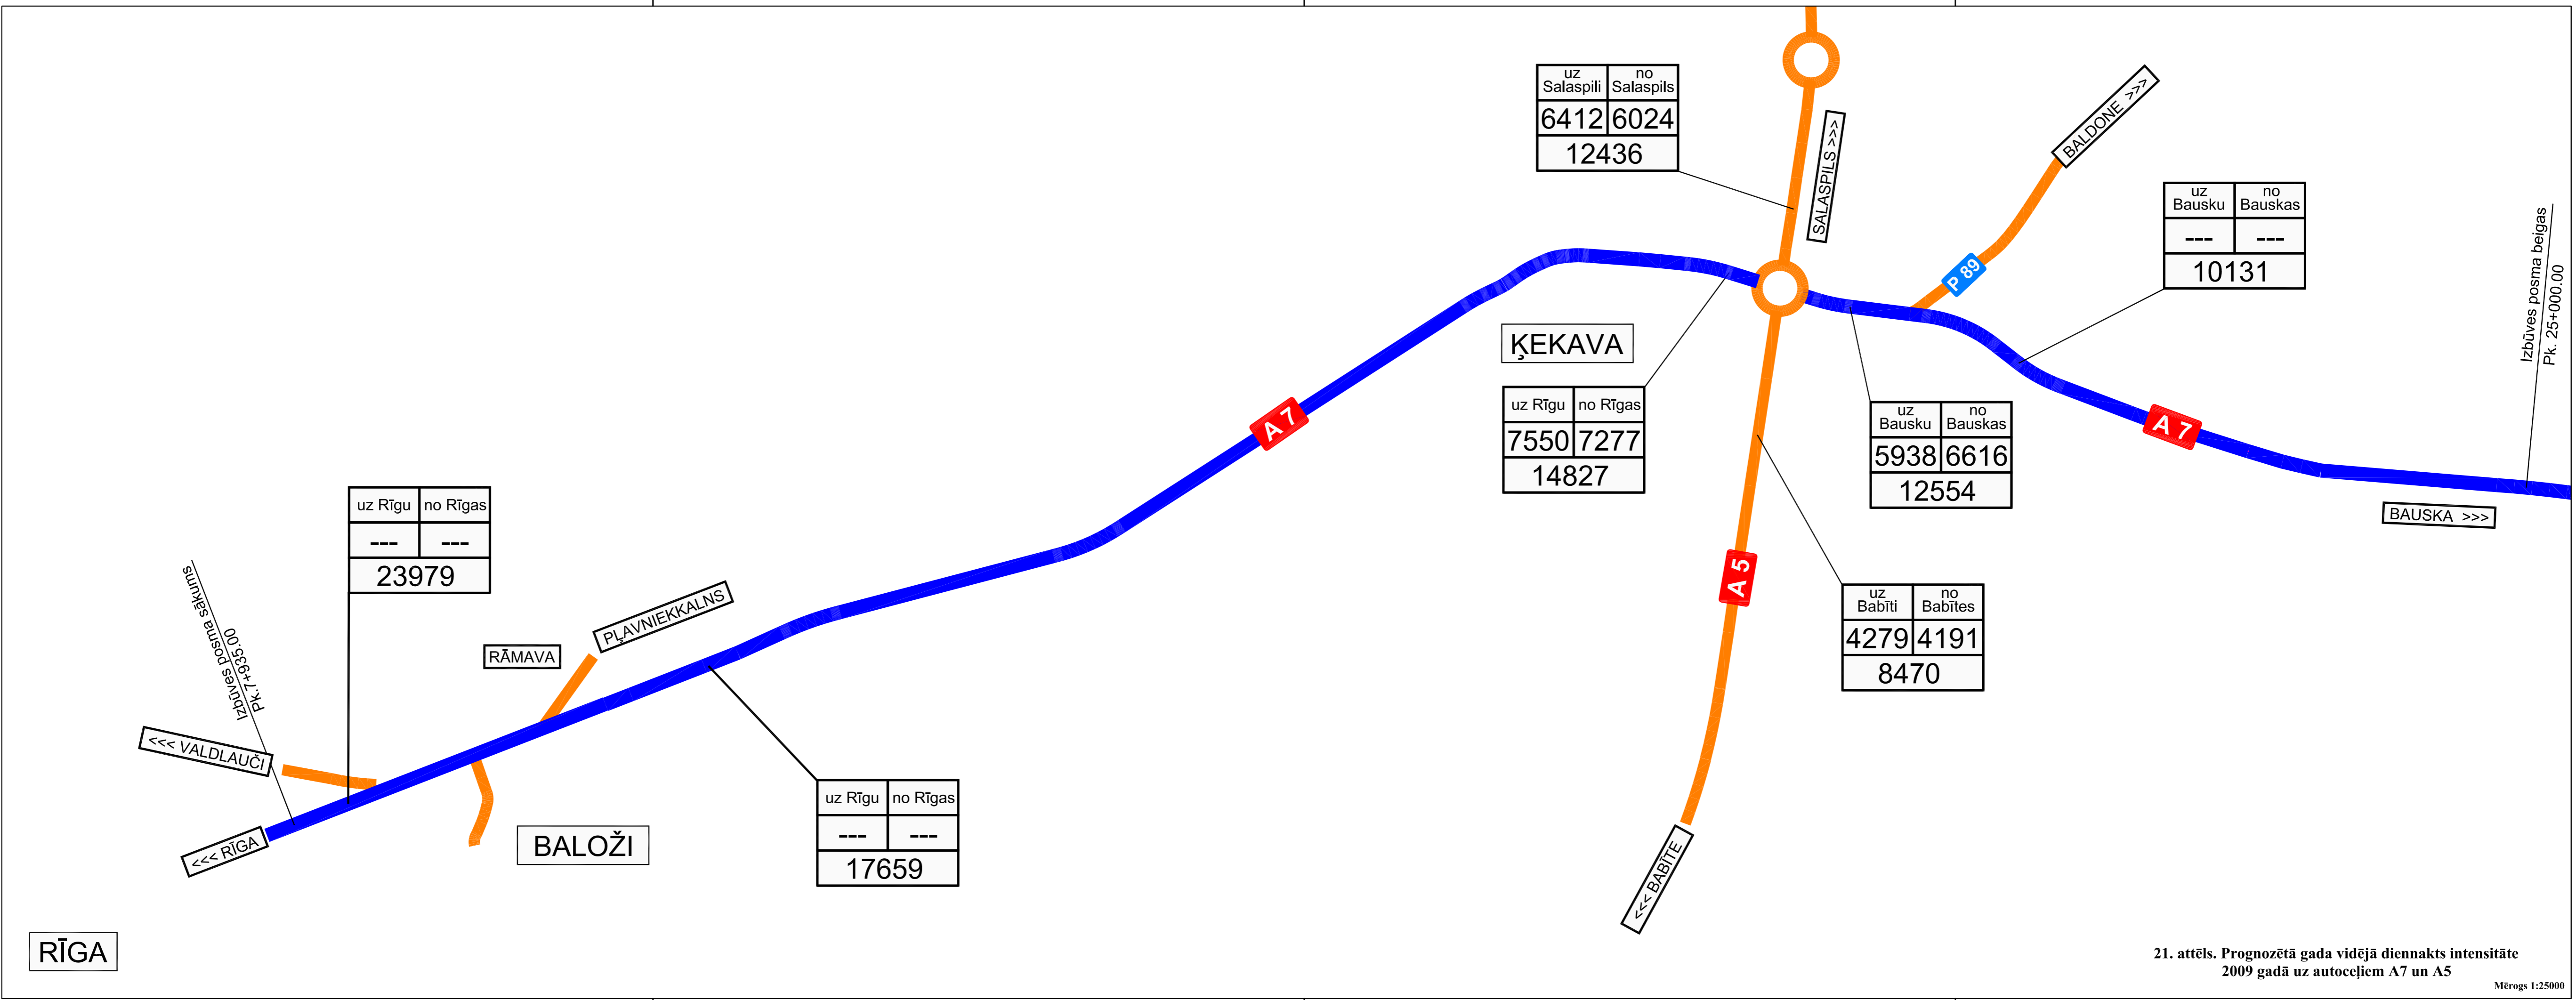 uz Salaspili
no Salaspils
6412
6024
12436
SALASPILS >>>
BALDONE >>>
P 89
uz Bausku
no Bauskas
---
---
10131
Izbūves posma beigas
Pk. 25+000.00
ĶEKAVA
uz Rīgu
no Rīgas
7550
7277
14827
A 7
uz Bausku
no Bauskas
5938
6616
12554
A 7
BAUSKA >>>
uz Rīgu
no Rīgas
---
---
23979
A 5
uz Babīti
no Babītes
4279
4191
8470
Izbūves posma sākums
Pk.7+935.00
RĀMAVA
PĻAVNIEKKALNS
<<< VALDLAUČI
<<< RĪGA
BALOŽI
uz Rīgu
no Rīgas
---
---
17659
<<< BABĪTE
RĪGA
21. attēls. Prognozētā gada vidējā diennakts intensitāte
2009 gadā uz autoceļiem A7 un A5
Mērogs 1:25000